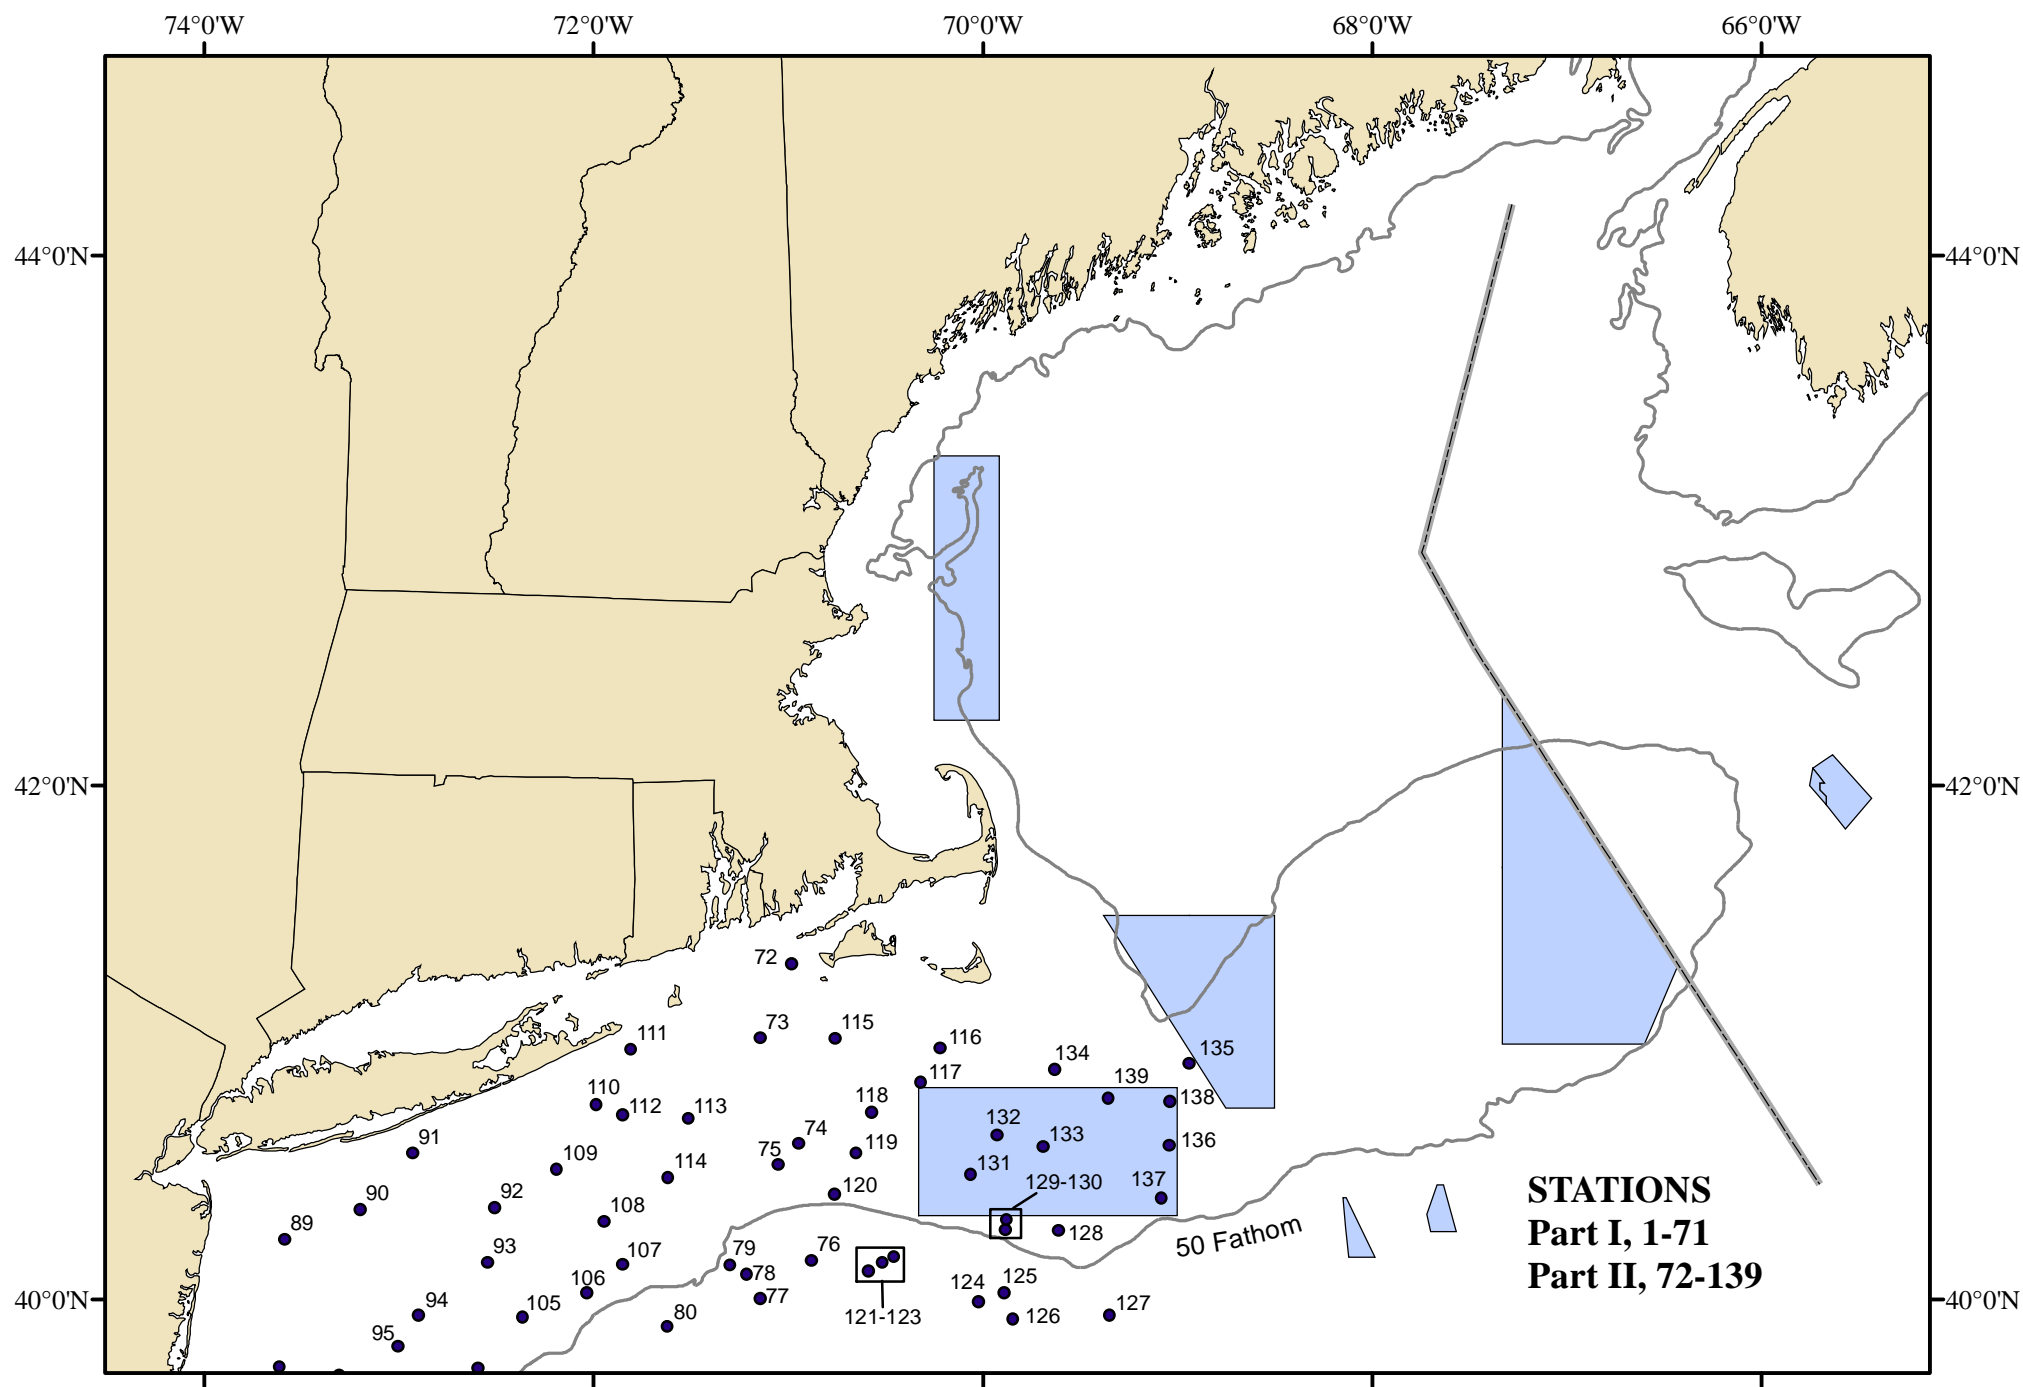 74°0'W 72°0'W 70°0'W 68°0'W 66°0'W
44°0'N 44°0'N
42°0'N 42°0'N
72
73 115 116
111 134 135
117 139
110 112 113 118 138
91 74 132 133 136
109 114 75 119 131 137
129-130
90 92 108 120
89 128
50 Fathom
93 107 79 76
78
106 77 124 125
94 105 80 121-123 126 127
95
STATIONS
Part I, 1-71
Part II, 72-139
40°0'N 40°0'N